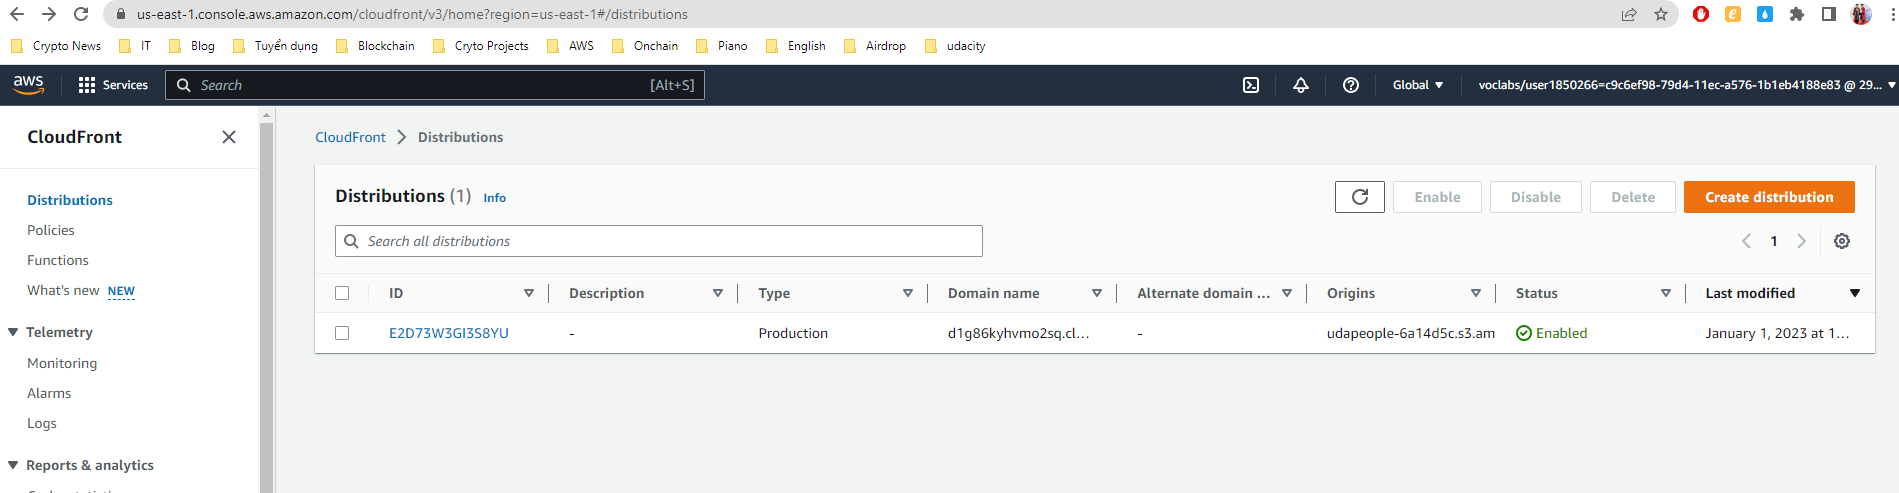 us-east-1.console.aws.amazon.com/cloudfront/v3/home?region=us-east-1#/distributions
Crypto News IT Blog Tuyển dụng Blockchain Cryto Projects AWS Onchain Piano English Airdrop udacity
aws Services Search [Alt+S] Global voclabs/user1850266=c9c6ef98-79d4-11ec-a576-1b1eb4188e83 @ 29...
CloudFront
Distributions
Policies
Functions
What's new NEW
Telemetry
Monitoring
Alarms
Logs
Reports & analytics
CloudFront Distributions
Distributions (1) Info Enable Disable Delete Create distribution
Search all distributions 1
ID Description Type Domain name Alternate domain ... Origins Status Last modified
E2D73W3GI3S8YU - Production d1g86kyhvmo2sq.cl... - udapeople-6a14d5c.s3.am Enabled January 1, 2023 at 1...